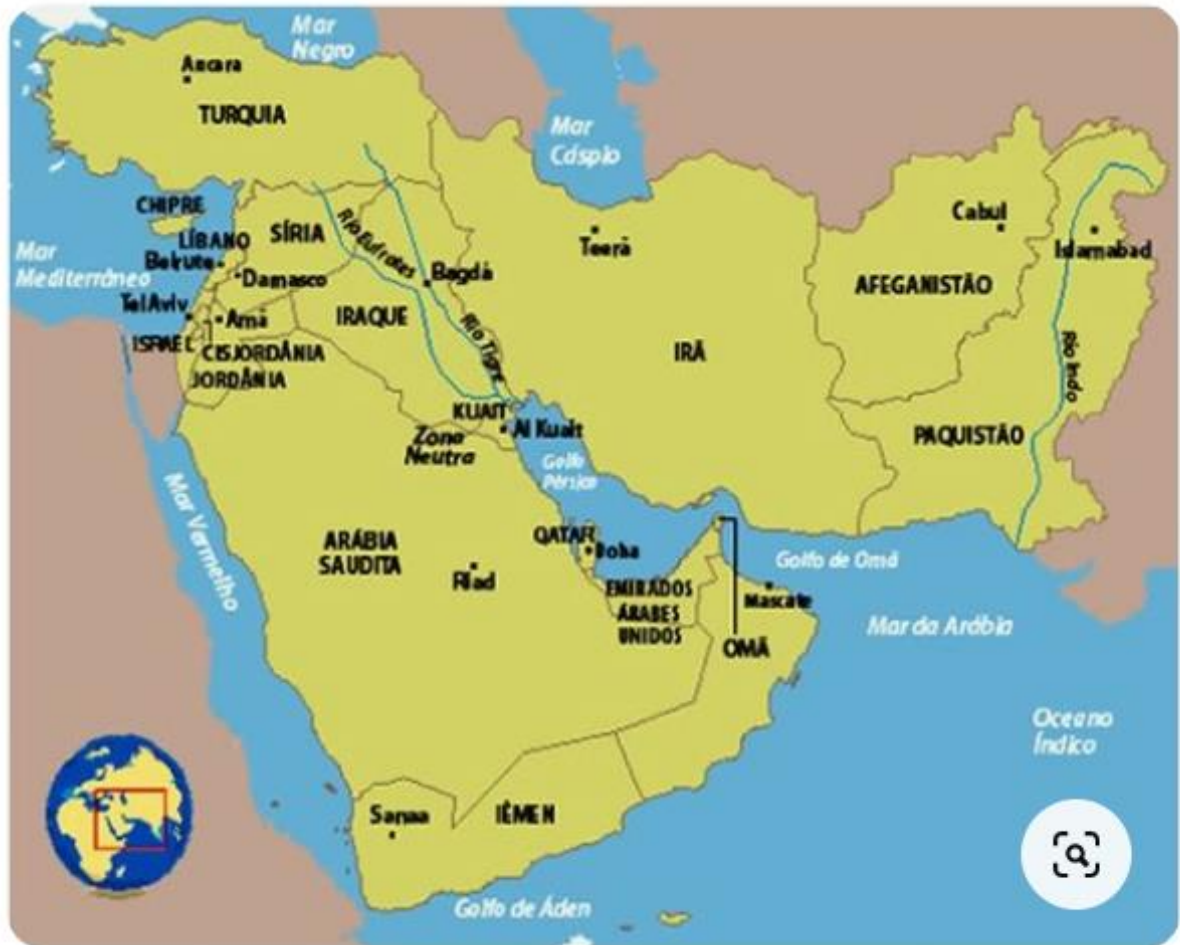 Mar
Negro
Ancara
TURQUIA
Mar
Cáspio
CHIPRE
LÍBANO
SÍRIA
Rio Eufrates
Cabul
Teerã
Islamabad
Mar
Mediterrâneo
Beirute
Damasco
Bagdá
AFEGANISTÃO
Tel Aviv
Amã
IRAQUE
Rio Tigre
ISRAEL
CISJORDÂNIA
JORDÂNIA
IRÃ
Rio Indo
KUAIT
Al Kuait
Zona
Neutra
PAQUISTÃO
Golfo
Pérsico
Mar Vermelho
ARÁBIA
SAUDITA
QATAR
Doha
Riad
Golfo de Omã
EMIRADOS
ÁRABES
UNIDOS
Mascate
OMÃ
Mar da Arábia
Oceano
Índico
Sanaa
IÊMEN
Golfo de Áden